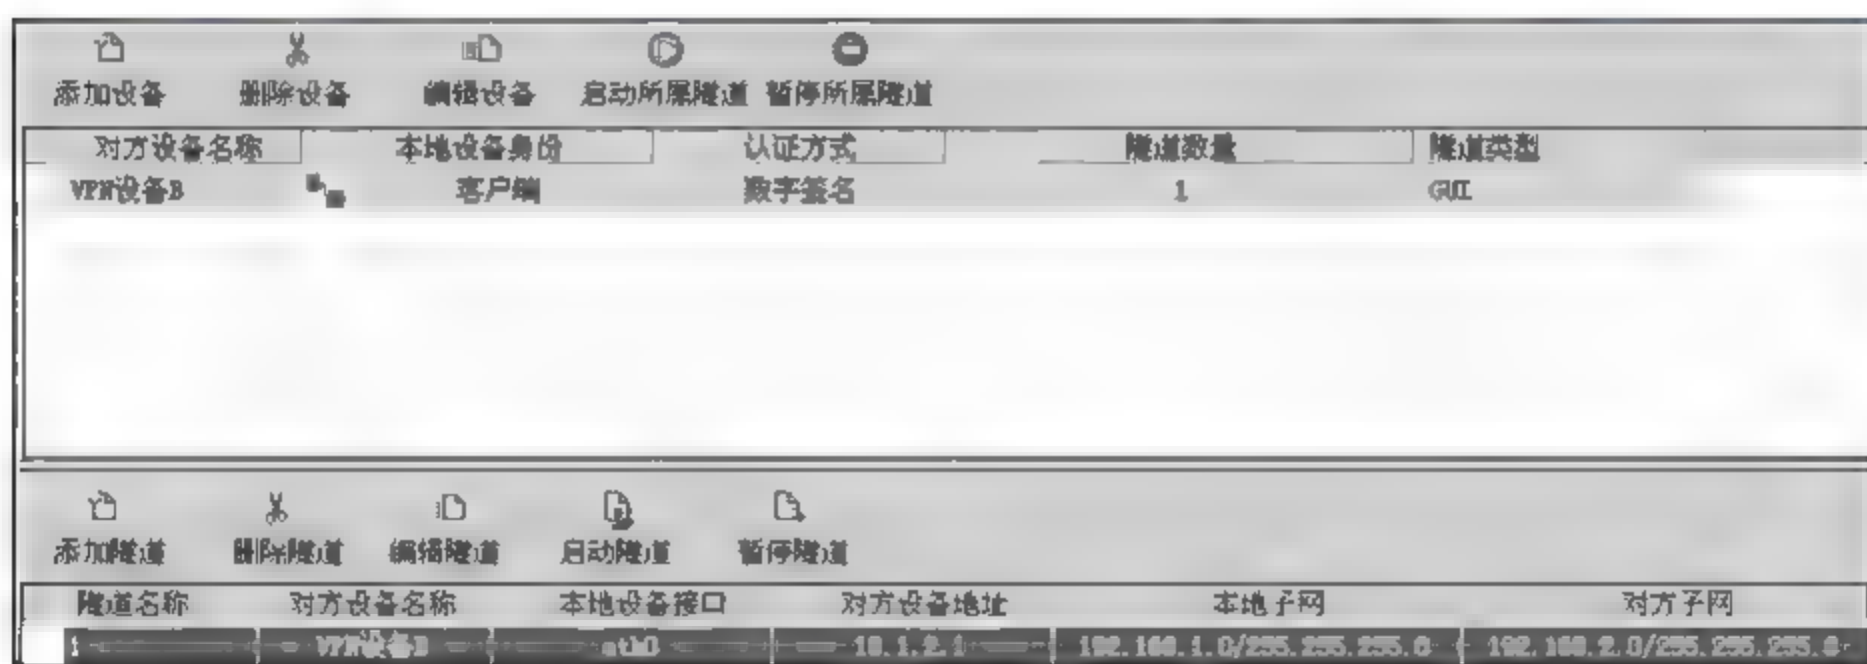 添加设备 删除设备 编辑设备 启动所属隧道 暂停所属隧道
对方设备名称 本地设备身份 认证方式 隧道数量 隧道类型
VPN设备B 客户端 数字签名 1 GUI
添加隧道 删除隧道 编辑隧道 启动隧道 暂停隧道
隧道名称 对方设备名称 本地设备接口 对方设备地址 本地子网 对方子网
1 VPN设备B eth0 10.1.2.1 192.168.1.0/255.255.255.0 192.168.2.0/255.255.255.0